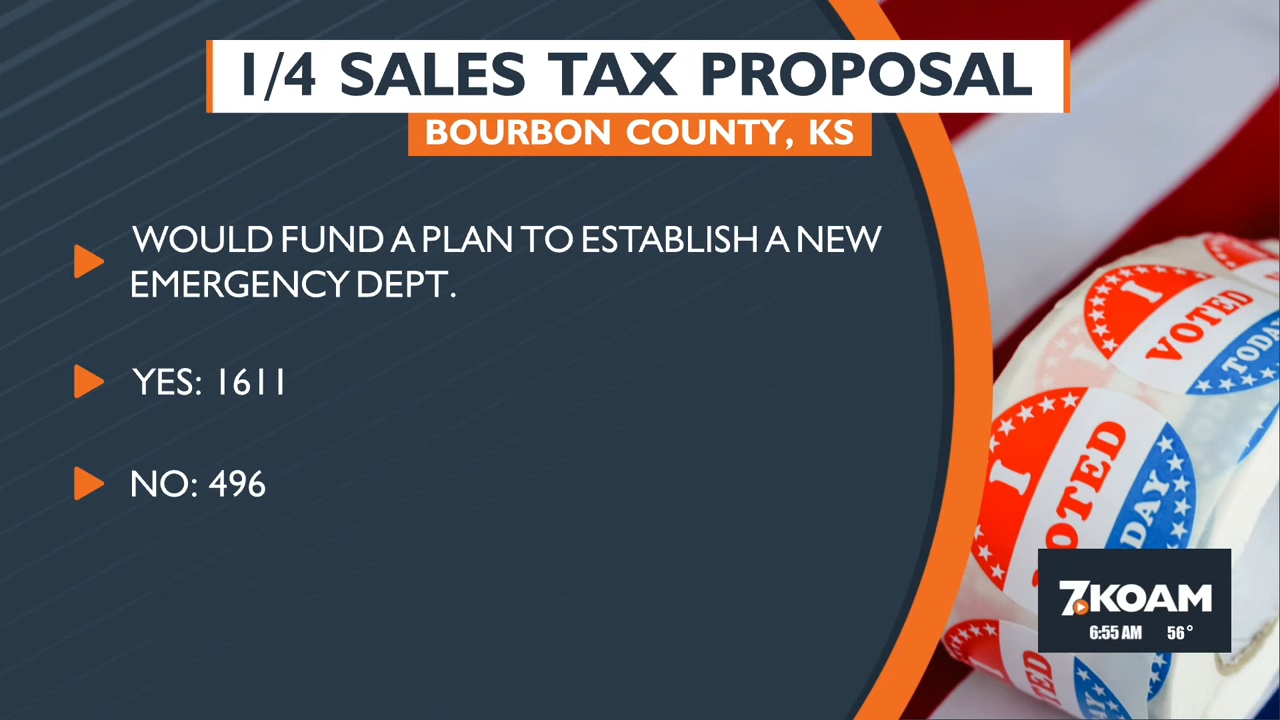 1/4 SALES TAX PROPOSAL
BOURBON COUNTY, KS
WOULD FUND A PLAN TO ESTABLISH A NEW
EMERGENCY DEPT.
YES: 1611
NO: 496
I
VOTED
TODAY
I
VOTED
DAY
7KOAM
6:55 AM 56°